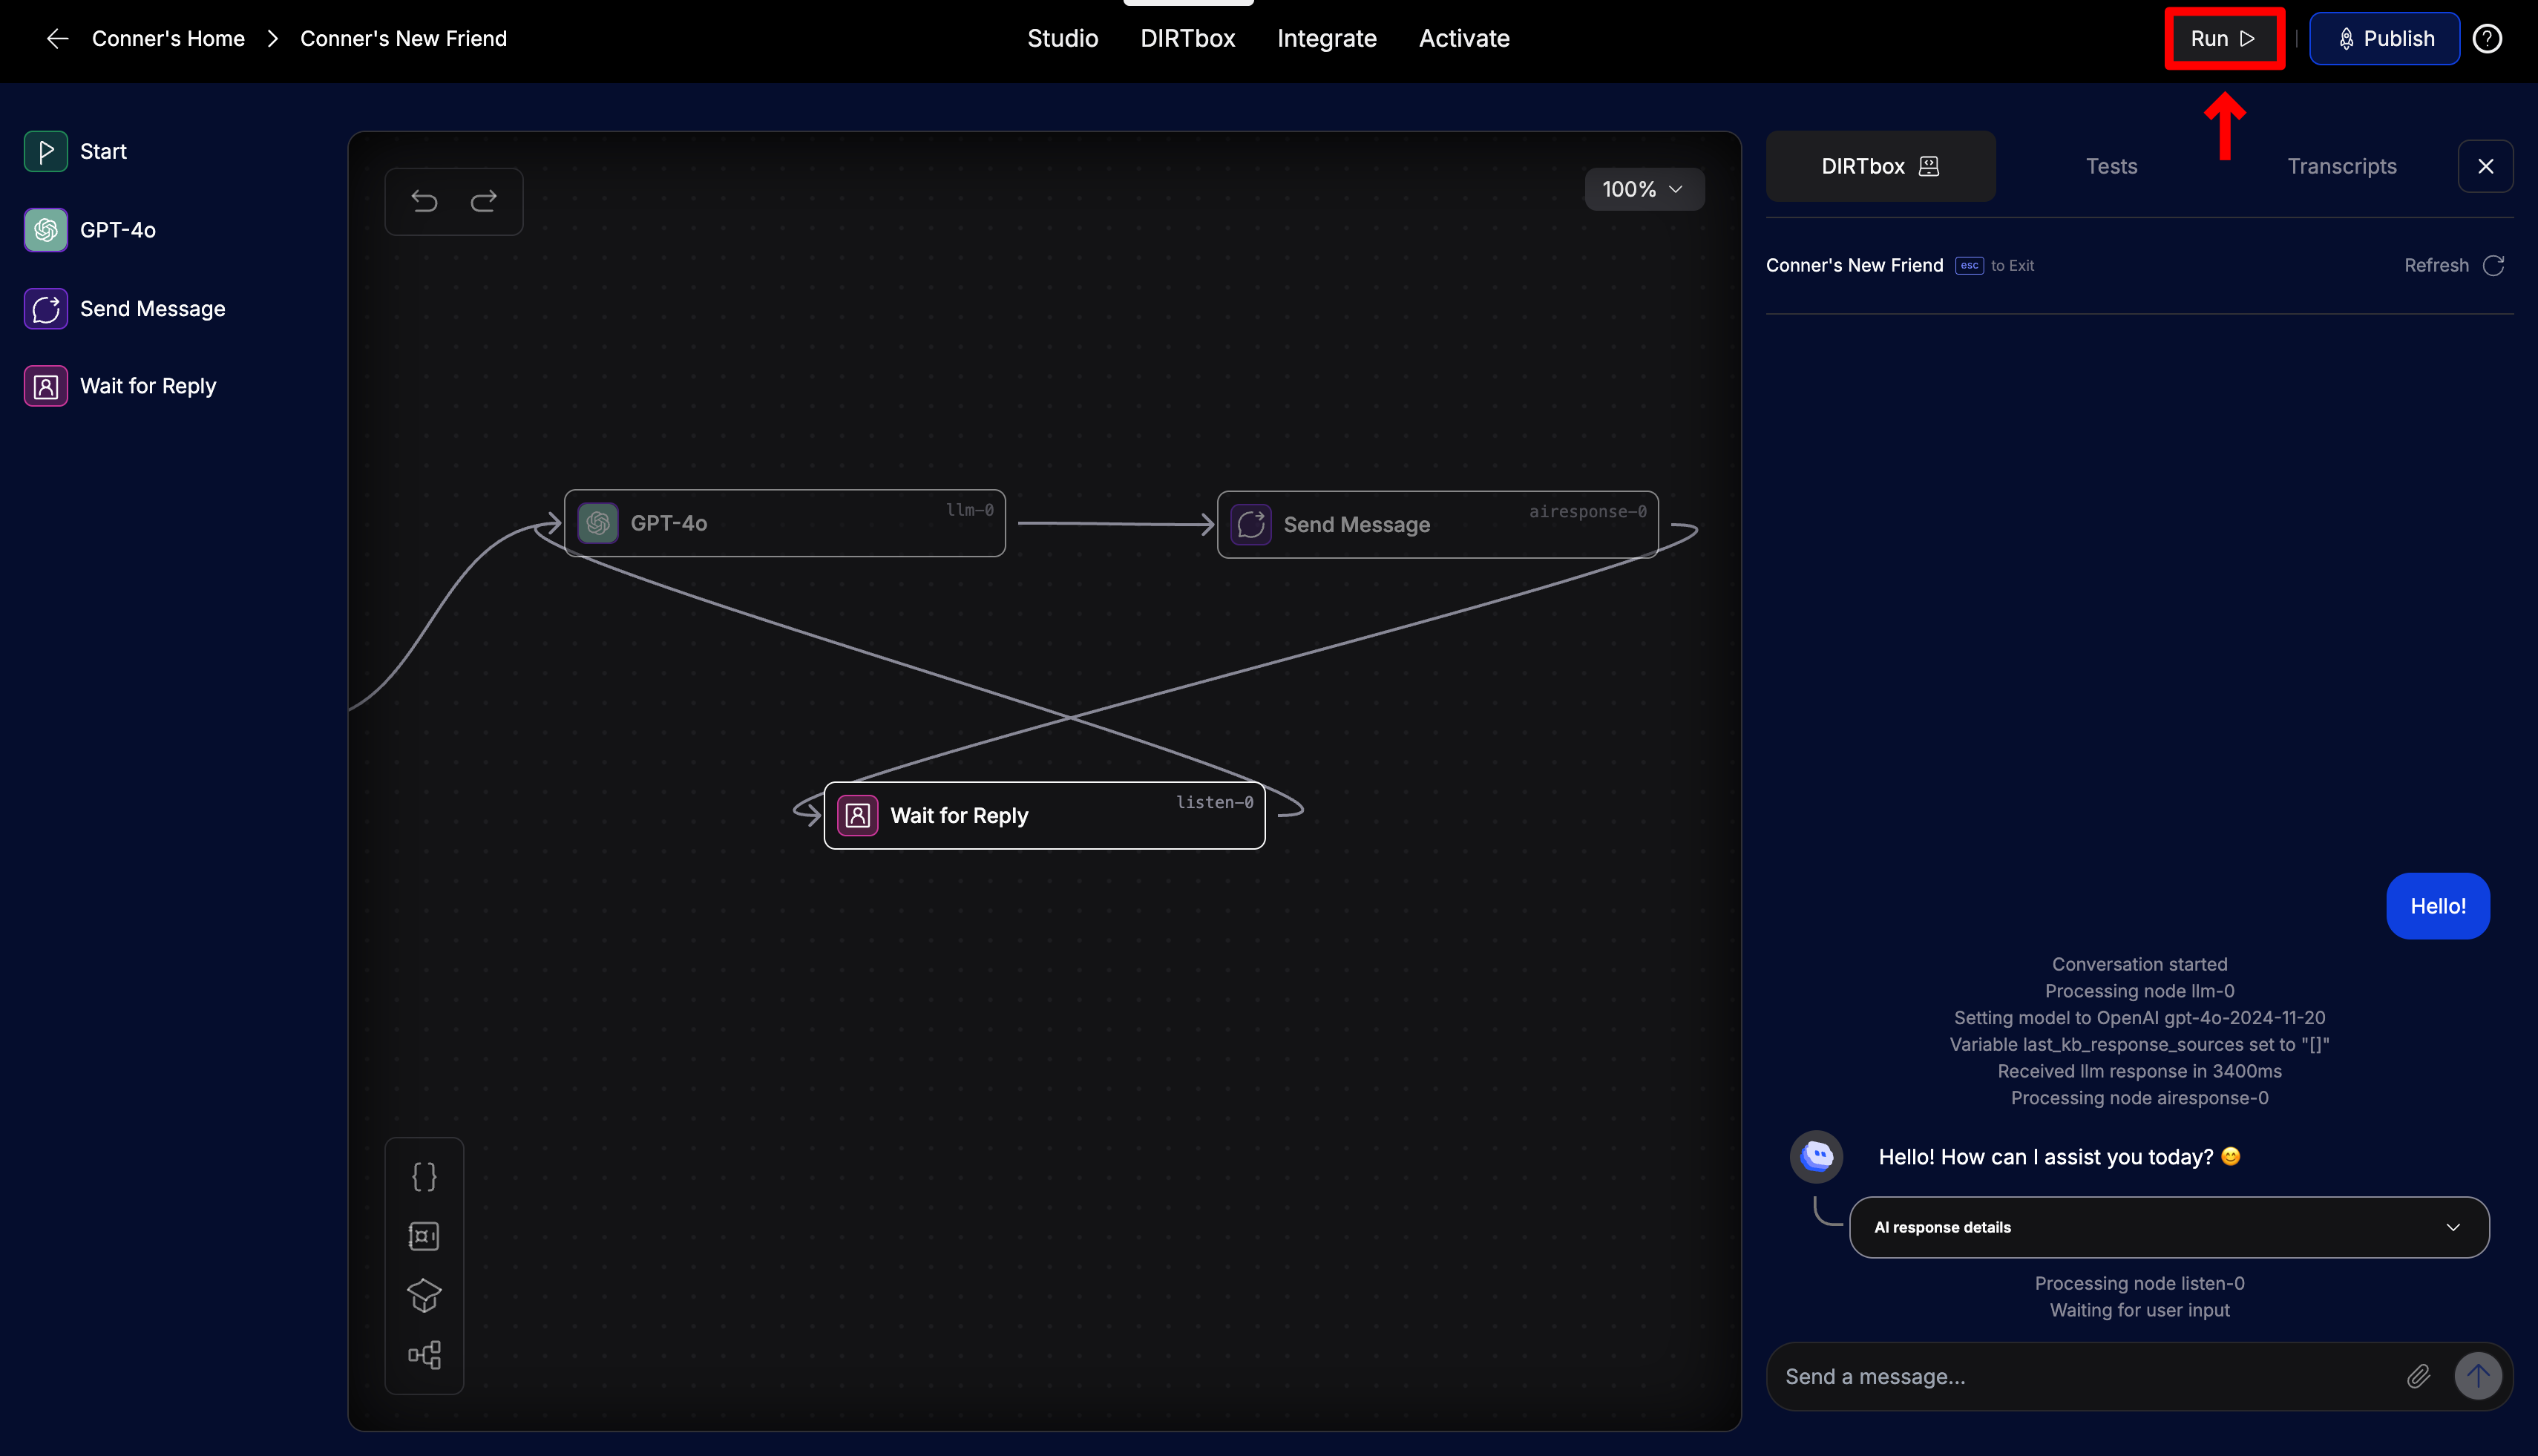 Conner's Home > Conner's New Friend
Studio
DIRTbox
Integrate
Activate
Run
Publish
?
Start
GPT-4o
Send Message
Wait for Reply
100%
GPT-4o
llm-0
Send Message
airesponse-0
Wait for Reply
listen-0
{}
DIRTbox
Tests
Transcripts
Conner's New Friend esc to Exit
Refresh
Hello!
Conversation started
Processing node llm-0
Setting model to OpenAI gpt-4o-2024-11-20
Variable last_kb_response_sources set to "[]"
Received llm response in 3400ms
Processing node airesponse-0
Hello! How can I assist you today? 😊
AI response details
Processing node listen-0
Waiting for user input
Send a message...